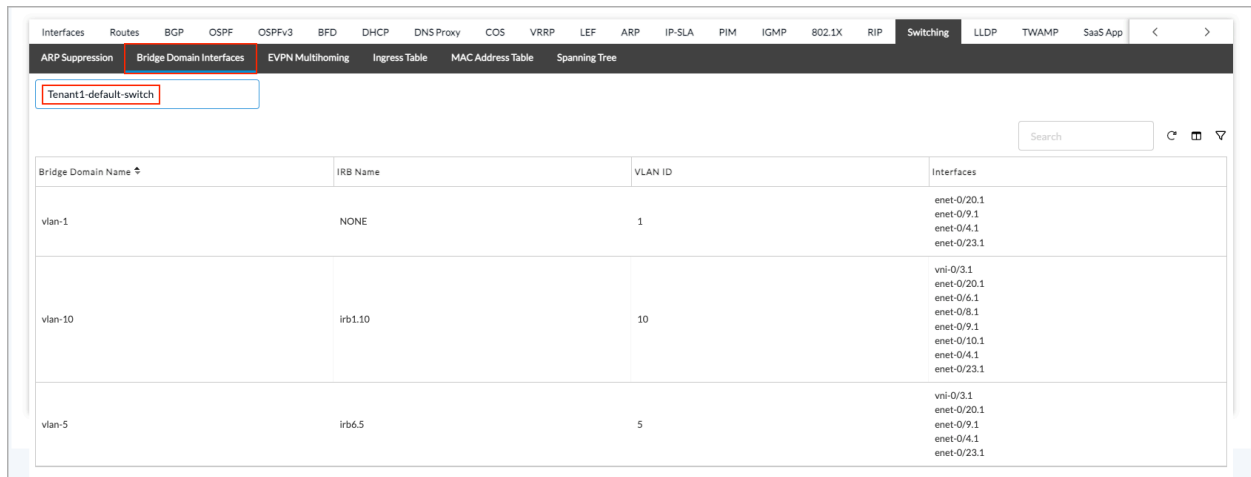 Interfaces Routes BGP OSPF OSPFv3 BFD DHCP DNS Proxy COS VRRP LEF ARP IP-SLA PIM IGMP 802.1X RIP Switching LLDP TWAMP SaaS App < >
ARP Suppression Bridge Domain Interfaces EVPN Multihoming Ingress Table MAC Address Table Spanning Tree
Tenant1-default-switch
Search
Bridge Domain Name IRB Name VLAN ID Interfaces
vlan-1 NONE 1
enet-0/20.1
enet-0/9.1
enet-0/4.1
enet-0/23.1
vlan-10 irb1.10 10
vni-0/3.1
enet-0/20.1
enet-0/6.1
enet-0/8.1
enet-0/9.1
enet-0/10.1
enet-0/4.1
enet-0/23.1
vlan-5 irb6.5 5
vni-0/3.1
enet-0/20.1
enet-0/9.1
enet-0/4.1
enet-0/23.1